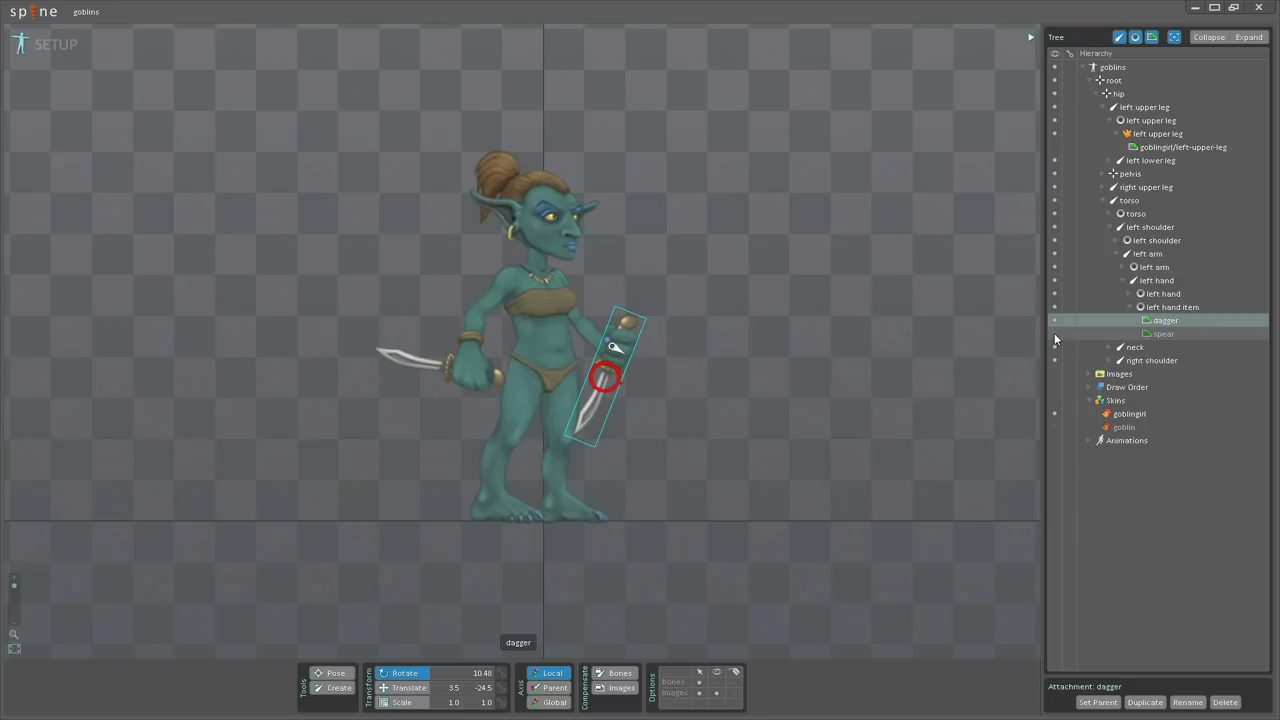 spine goblins
SETUP
Tree
Collapse
Expand
Hierarchy
goblins
root
hip
left upper leg
left upper leg
left upper leg
goblingirl/left-upper-leg
left lower leg
pelvis
right upper leg
torso
torso
left shoulder
left shoulder
left arm
left arm
left hand
left hand
left hand item
dagger
spear
neck
right shoulder
Images
Draw Order
Skins
goblingirl
goblin
Animations
dagger
Tools
Pose
Create
Transform
Rotate 10.48
Translate 3.5 -24.5
Scale 1.0 1.0
Axis
Local
Parent
Global
Compensate
Bones
Images
Options
Bones
Images
Attachment: dagger
Set Parent
Duplicate
Rename
Delete